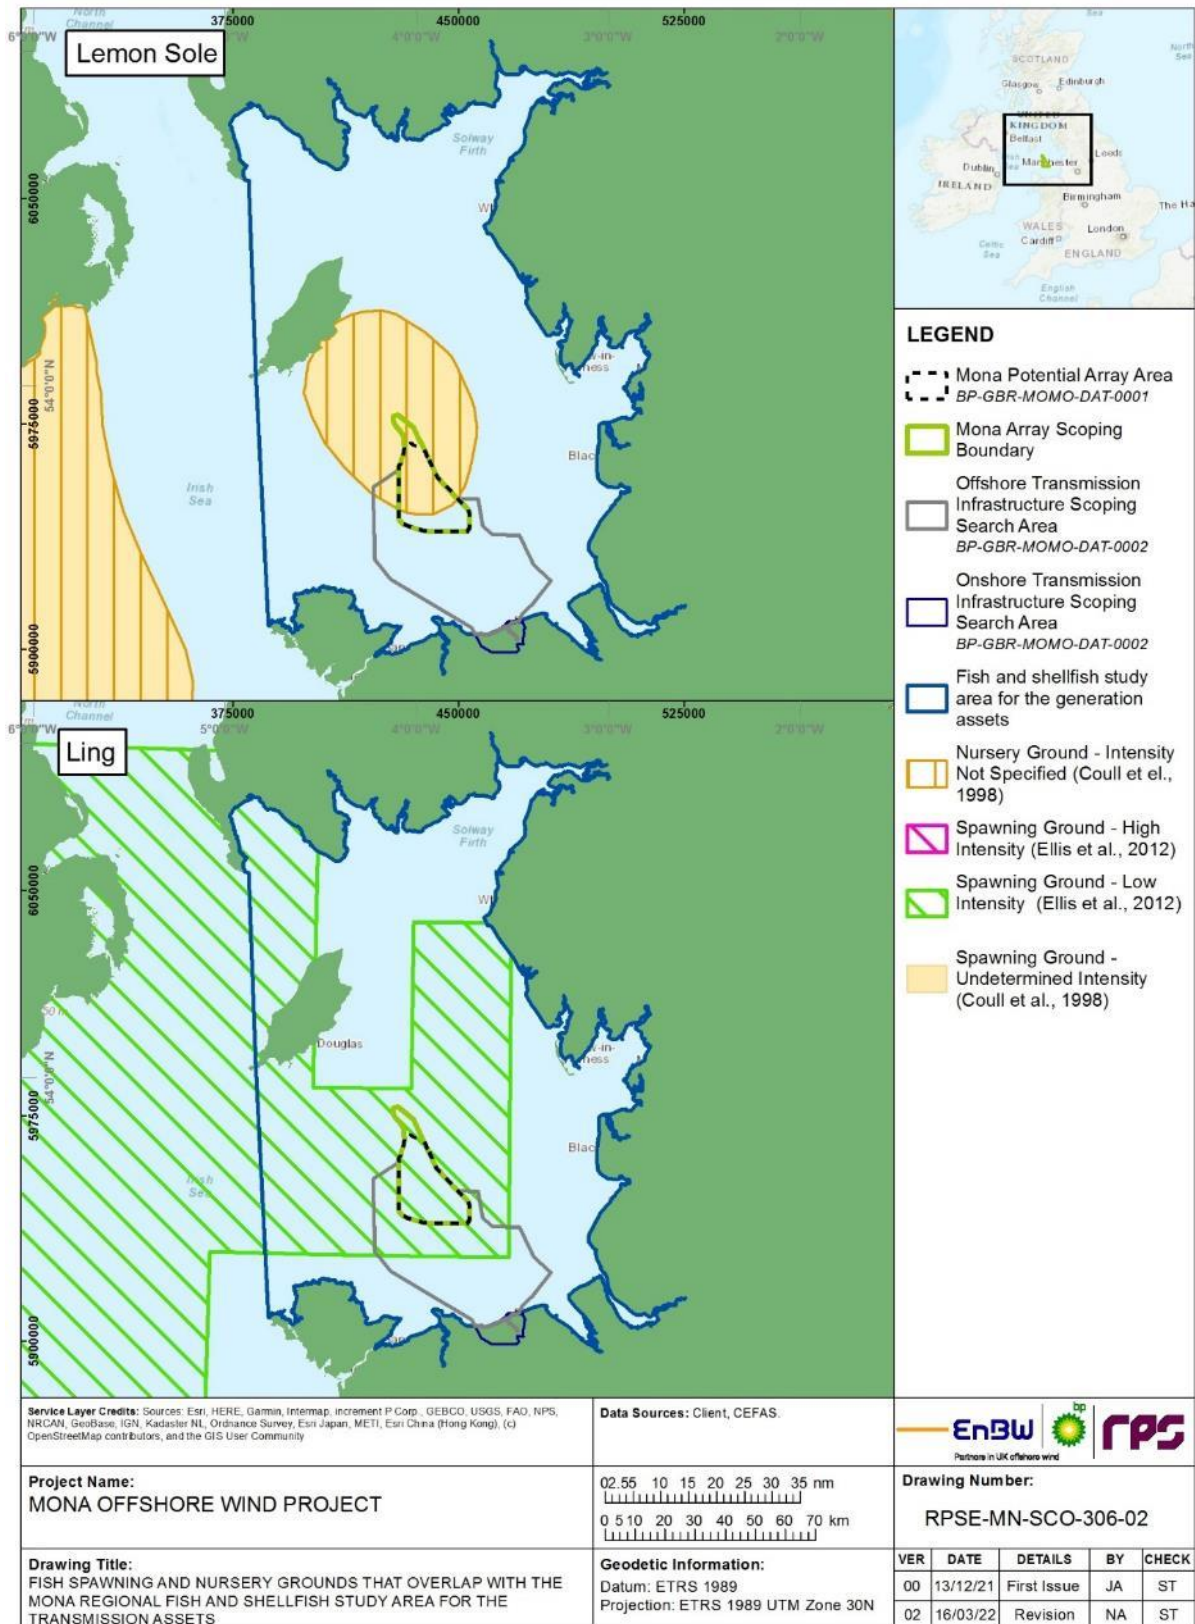 North
Channel
375000
450000
525000
4°0'0"W
3°0'0"W
2°0'0"W
Lemon Sole
Solway
Firth
6050000
54°0'0"N
5975000
Irish
Sea
Blac
5900000
North
Channel
375000
450000
525000
5°0'0"W
4°0'0"W
3°0'0"W
2°0'0"W
Ling
Solway
Firth
6050000
Douglas
54°0'0"N
5975000
Irish
Sea
Blac
5900000
SCOTLAND
Glasgow
Edinburgh
North
Sea
UNITED
KINGDOM
Belfast
Leeds
Dublin
Manchester
IRELAND
Birmingham
The Ha
WALES
London
Cardiff
Celtic
Sea
ENGLAND
English
Channel
LEGEND
Mona Potential Array Area
BP-GBR-MOMO-DAT-0001
Mona Array Scoping
Boundary
Offshore Transmission
Infrastructure Scoping
Search Area
BP-GBR-MOMO-DAT-0002
Onshore Transmission
Infrastructure Scoping
Search Area
BP-GBR-MOMO-DAT-0002
Fish and shellfish study
area for the generation
assets
Nursery Ground - Intensity
Not Specified (Coull et el.,
1998)
Spawning Ground - High
Intensity (Ellis et al., 2012)
Spawning Ground - Low
Intensity (Ellis et al., 2012)
Spawning Ground -
Undetermined Intensity
(Coull et al., 1998)
Service Layer Credits: Sources: Esri, HERE, Garmin, Intermap, increment P Corp., GEBCO, USGS, FAO, NPS,
NRCAN, GeoBase, IGN, Kadaster NL, Ordnance Survey, Esri Japan, METI, Esri China (Hong Kong), (c)
OpenStreetMap contributors, and the GIS User Community
Data Sources: Client, CEFAS.
EnBW
bp
rps
Partners in UK offshore wind
Project Name:
MONA OFFSHORE WIND PROJECT
02.55 10 15 20 25 30 35 nm
0 5 10 20 30 40 50 60 70 km
Drawing Number:
RPSE-MN-SCO-306-02
Drawing Title:
FISH SPAWNING AND NURSERY GROUNDS THAT OVERLAP WITH THE
MONA REGIONAL FISH AND SHELLFISH STUDY AREA FOR THE
TRANSMISSION ASSETS
Geodetic Information:
Datum: ETRS 1989
Projection: ETRS 1989 UTM Zone 30N
VER DATE DETAILS BY CHECK
00 13/12/21 First Issue JA ST
02 16/03/22 Revision NA ST